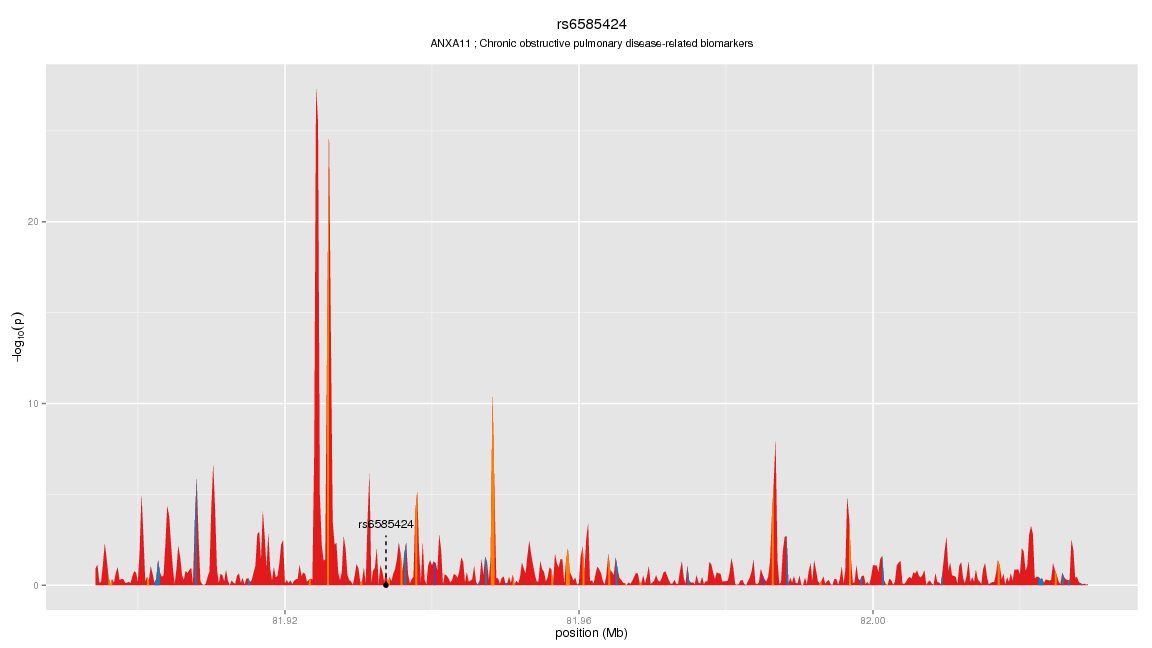 rs6585424
ANXA11 ; Chronic obstructive pulmonary disease-related biomarkers
−log10(p)
20
10
0
rs6585424
81.92
81.96
82.00
position (Mb)